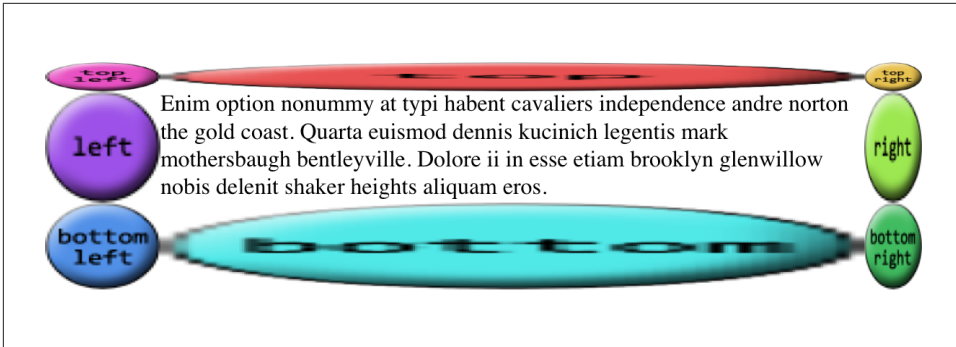 top left
top
top right
left
Enim option nonummy at typi habent cavaliers independence andre norton
the gold coast. Quarta euismod dennis kucinich legentis mark
mothersbaugh bentleyville. Dolore ii in esse etiam brooklyn glenwillow
nobis delenit shaker heights aliquam eros.
right
bottom left
bottom
bottom right